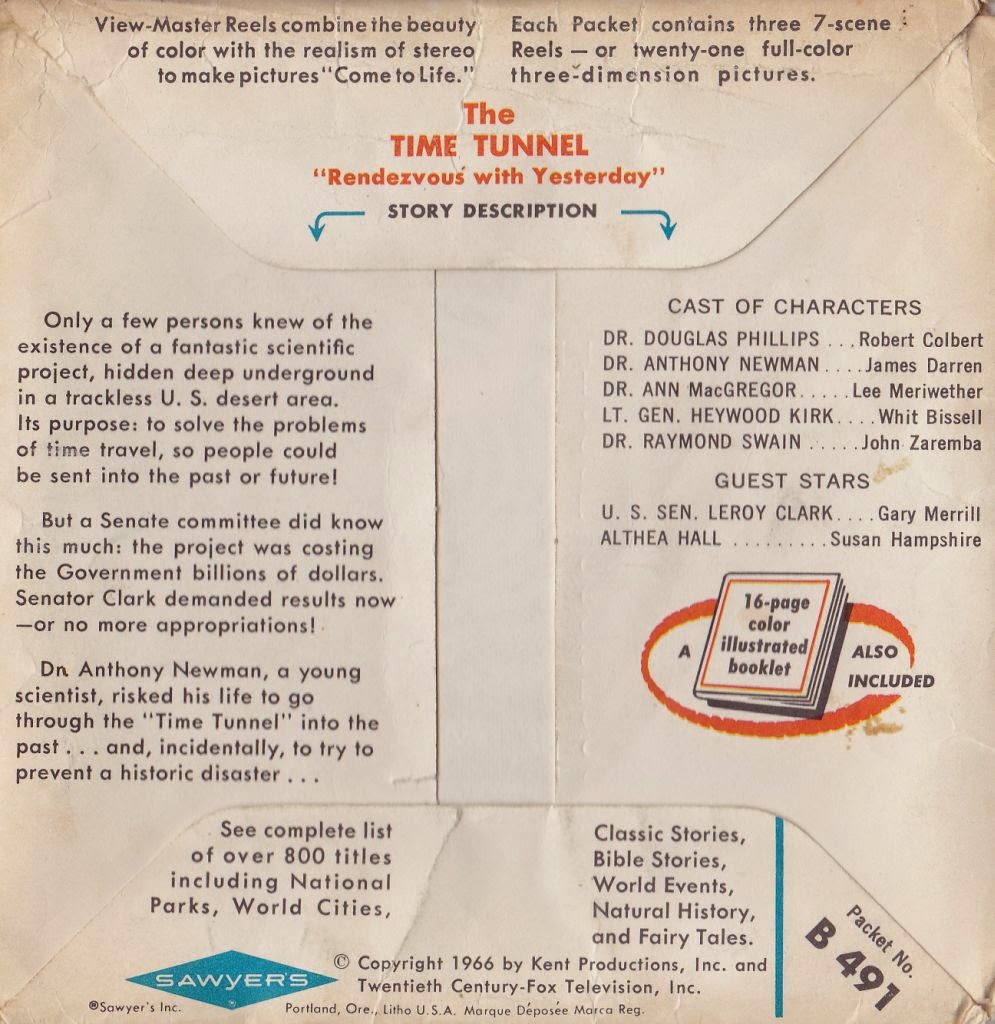 View-Master Reels combine the beauty
of color with the realism of stereo
to make pictures "Come to Life."
Each Packet contains three 7-scene
Reels — or twenty-one full-color
three-dimension pictures.
The
TIME TUNNEL
"Rendezvous with Yesterday"
STORY DESCRIPTION
Only a few persons knew of the
existence of a fantastic scientific
project, hidden deep underground
in a trackless U. S. desert area.
Its purpose: to solve the problems
of time travel, so people could
be sent into the past or future!
But a Senate committee did know
this much: the project was costing
the Government billions of dollars.
Senator Clark demanded results now
—or no more appropriations!
Dr. Anthony Newman, a young
scientist, risked his life to go
through the "Time Tunnel" into the
past . . . and, incidentally, to try to
prevent a historic disaster . . .
CAST OF CHARACTERS
DR. DOUGLAS PHILLIPS . . . Robert Colbert
DR. ANTHONY NEWMAN . . . . James Darren
DR. ANN MacGREGOR. . . . . Lee Meriwether
LT. GEN. HEYWOOD KIRK . . . . Whit Bissell
DR. RAYMOND SWAIN . . . . . John Zaremba
GUEST STARS
U. S. SEN. LEROY CLARK . . . . Gary Merrill
ALTHEA HALL . . . . . . . . . Susan Hampshire
A
16-page
color
illustrated
booklet
ALSO
INCLUDED
See complete list
of over 800 titles
including National
Parks, World Cities,
Classic Stories,
Bible Stories,
World Events,
Natural History,
and Fairy Tales.
Packet No.
B 491
SAWYER'S
© Copyright 1966 by Kent Productions, Inc. and
Twentieth Century-Fox Television, Inc.
®Sawyer's Inc.
Portland, Ore., Litho U.S.A. Marque Déposée Marca Reg.